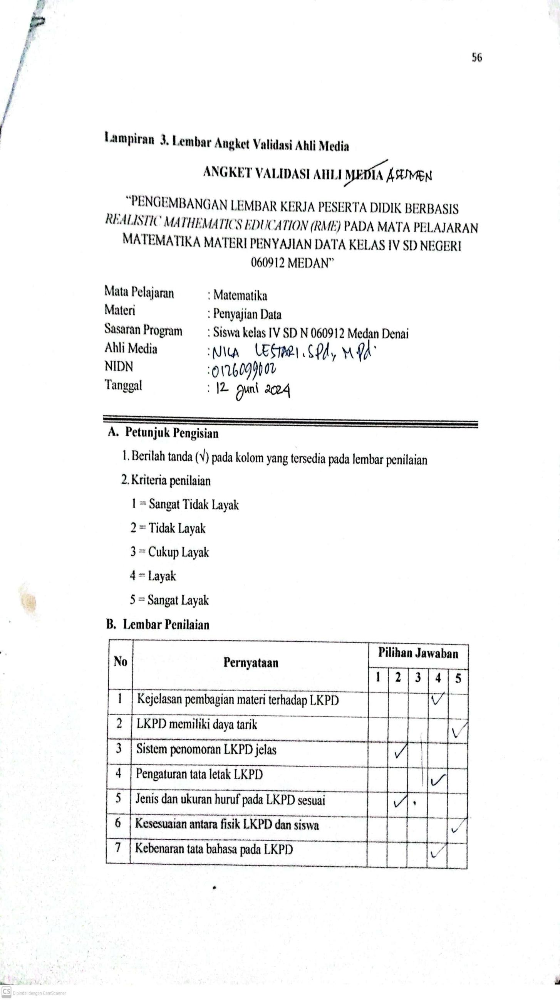 56
Lampiran 3. Lembar Angket Validasi Ahli Media
ANGKET VALIDASI AHLI MEDIA ASESMEN
“PENGEMBANGAN LEMBAR KERJA PESERTA DIDIK BERBASIS
REALISTIC MATHEMATICS EDUCATION (RME) PADA MATA PELAJARAN
MATEMATIKA MATERI PENYAJIAN DATA KELAS IV SD NEGERI
060912 MEDAN”
Mata Pelajaran : Matematika
Materi : Penyajian Data
Sasaran Program : Siswa kelas IV SD N 060912 Medan Denai
Ahli Media : NILA LESTARI. S.Pd, M.Pd.
NIDN : 0126099002
Tanggal : 12 Juni 2024
A. Petunjuk Pengisian
1. Berilah tanda (√) pada kolom yang tersedia pada lembar penilaian
2. Kriteria penilaian
1 = Sangat Tidak Layak
2 = Tidak Layak
3 = Cukup Layak
4 = Layak
5 = Sangat Layak
B. Lembar Penilaian
No Pernyataan Pilihan Jawaban
1 2 3 4 5
1 Kejelasan pembagian materi terhadap LKPD ✓
2 LKPD memiliki daya tarik ✓
3 Sistem penomoran LKPD jelas ✓
4 Pengaturan tata letak LKPD ✓
5 Jenis dan ukuran huruf pada LKPD sesuai ✓
6 Kesesuaian antara fisik LKPD dan siswa ✓
7 Kebenaran tata bahasa pada LKPD ✓
CS Dipindai dengan CamScanner